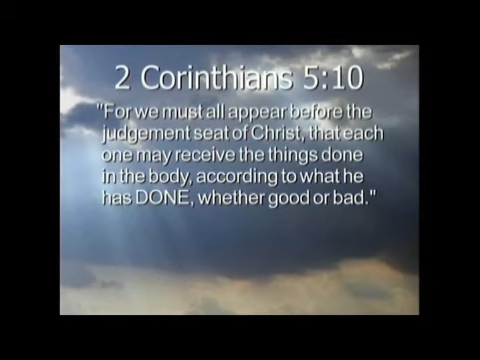 2 Corinthians 5:10
"For we must all appear before the
judgement seat of Christ, that each
one may receive the things done
in the body, according to what he
has DONE, whether good or bad."